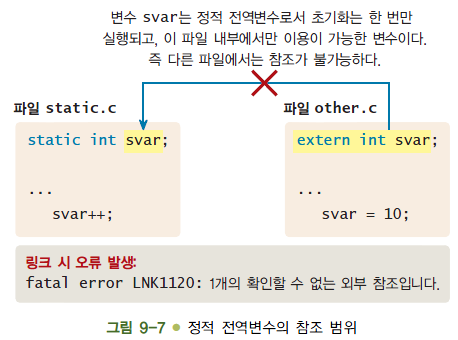 변수 svar는 정적 전역변수로서 초기화는 한 번만
실행되고, 이 파일 내부에서만 이용이 가능한 변수이다.
즉 다른 파일에서는 참조가 불가능하다.
파일 static.c
static int svar;
...
svar++;
파일 other.c
extern int svar;
...
svar = 10;
링크 시 오류 발생:
fatal error LNK1120: 1개의 확인할 수 없는 외부 참조입니다.
그림 9-7 ● 정적 전역변수의 참조 범위